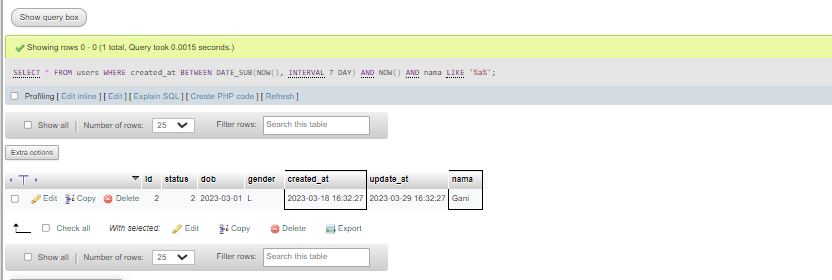 Show query box
Showing rows 0 - 0 (1 total, Query took 0.0015 seconds.)
SELECT * FROM users WHERE created_at BETWEEN DATE_SUB(NOW(), INTERVAL 7 DAY) AND NOW() AND nama LIKE '%a%';
Profiling [ Edit inline ] [ Edit ] [ Explain SQL ] [ Create PHP code ] [ Refresh ]
Show all | Number of rows: 25 Filter rows: Search this table
Extra options
id status dob gender created_at update_at nama
Edit Copy Delete 2 2 2023-03-01 L 2023-03-18 16:32:27 2023-03-29 16:32:27 Gani
Check all With selected: Edit Copy Delete Export
Show all | Number of rows: 25 Filter rows: Search this table